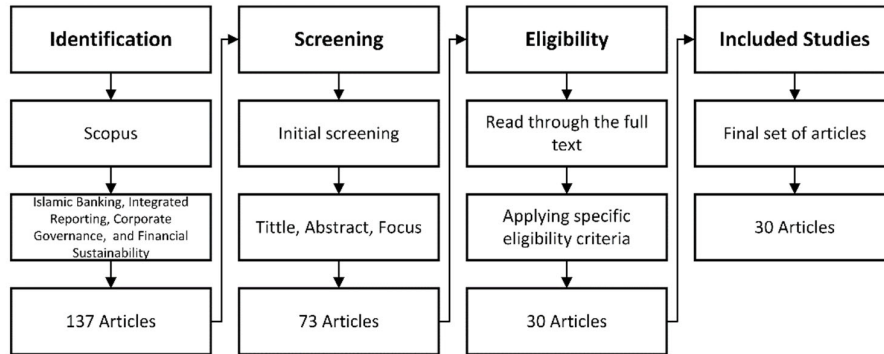 Identification
Scopus
Islamic Banking, Integrated
Reporting, Corporate
Governance, and Financial
Sustainability
137 Articles
Screening
Initial screening
Tittle, Abstract, Focus
73 Articles
Eligibility
Read through the full
text
Applying specific
eligibility criteria
30 Articles
Included Studies
Final set of articles
30 Articles